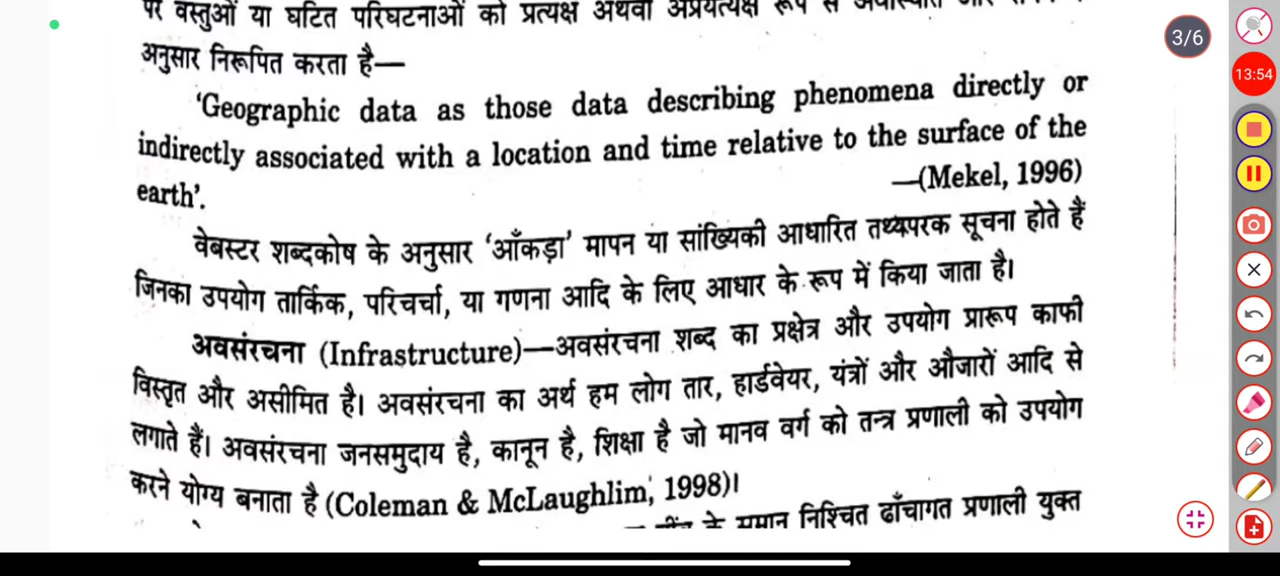 पर वस्तुओं या घटित परिघटनाओं को प्रत्यक्ष अथवा अप्रयत्यक्ष रूप से
अनुसार निरूपित करता है—
‘Geographic data as those data describing phenomena directly or
indirectly associated with a location and time relative to the surface of the
earth’.
—(Mekel, 1996)
वेबस्टर शब्दकोष के अनुसार ‘आँकड़ा’ मापन या सांख्यिकी आधारित तथ्यपरक सूचना होते हैं
जिनका उपयोग तार्किक, परिचर्चा, या गणना आदि के लिए आधार के रूप में किया जाता है।
अवसंरचना (Infrastructure)—अवसंरचना शब्द का प्रक्षेत्र और उपयोग प्रारूप काफी
विस्तृत और असीमित है। अवसंरचना का अर्थ हम लोग तार, हार्डवेयर, यंत्रों और औजारों आदि से
लगाते हैं। अवसंरचना जनसमुदाय है, कानून है, शिक्षा है जो मानव वर्ग को तन्त्र प्रणाली को उपयोग
करने योग्य बनाता है (Coleman & McLaughlim, 1998)।
के समान निश्चित ढाँचागत प्रणाली युक्त
3/6
13:54